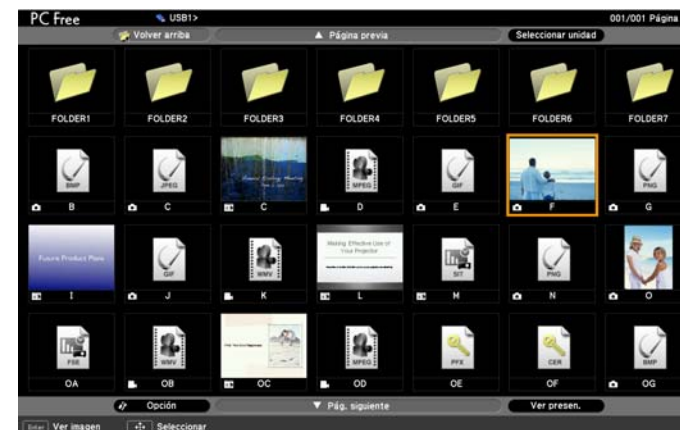 PC Free USB1> 001/001 Página
Volver arriba ▲ Página previa Seleccionar unidad
FOLDER1 FOLDER2 FOLDER3 FOLDER4 FOLDER5 FOLDER6 FOLDER7
BMP JPEG MPEG GIF PNG
B C C D E F G
Future Product Plans GIF WMV Making Effective Use of Your Projector SIT PNG
I J K L M N O
FSE WMV MPEG PFX CER BMP
OA OB OC OD OE OF OG
Opción ▼ Pág. siguiente Ver presen.
Enter Ver imagen Seleccionar